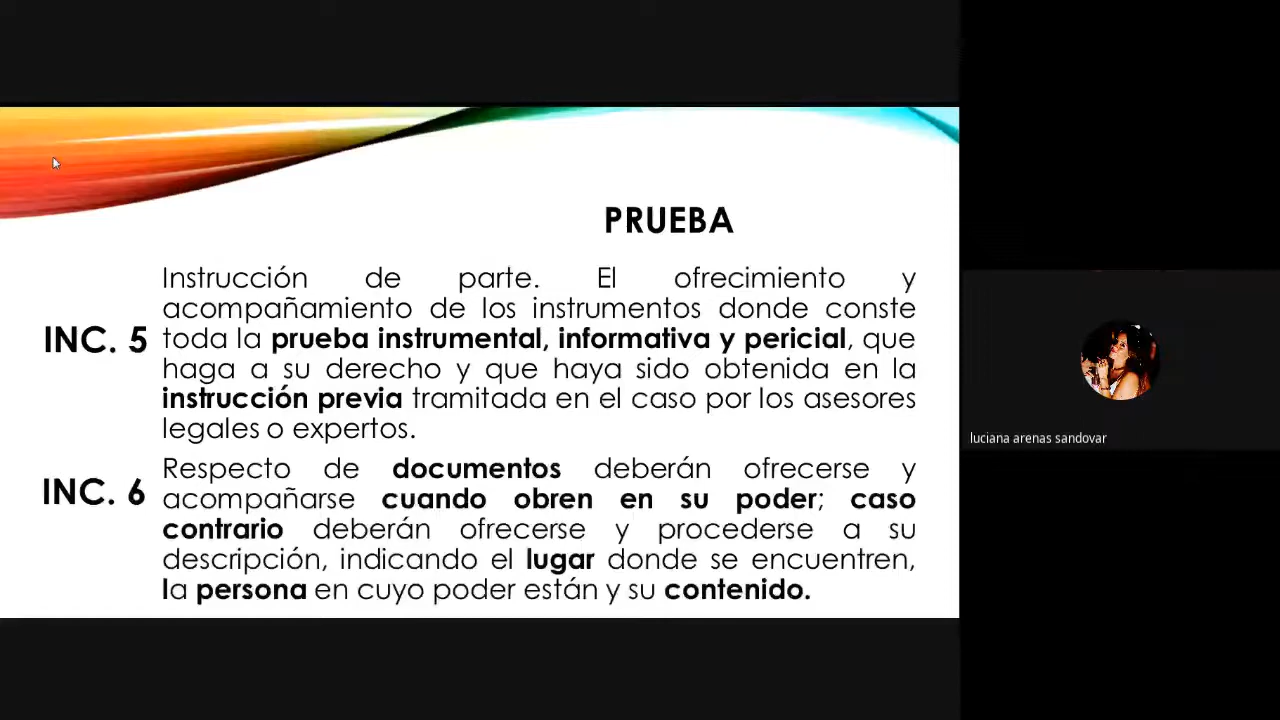 PRUEBA
Instrucción de parte. El ofrecimiento y
acompañamiento de los instrumentos donde conste
INC. 5 toda la prueba instrumental, informativa y pericial, que
haga a su derecho y que haya sido obtenida en la
instrucción previa tramitada en el caso por los asesores
legales o expertos.
Respecto de documentos deberán ofrecerse y
INC. 6 acompañarse cuando obren en su poder; caso
contrario deberán ofrecerse y procederse a su
descripción, indicando el lugar donde se encuentren,
la persona en cuyo poder están y su contenido.
luciana arenas sandovar